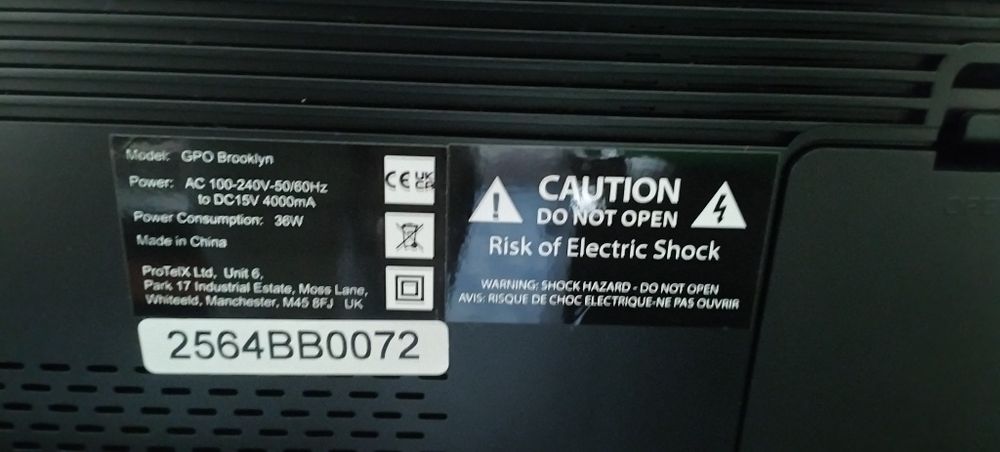 Model: GPO Brooklyn
Power: AC 100-240V-50/60Hz
to DC15V 4000mA
Power Consumption: 36W
Made in China
ProTelX Ltd, Unit 6,
Park 17 Industrial Estate, Moss Lane,
Whiteeld, Manchester, M45 8FJ UK
CE UK CA
2564BB0072
CAUTION
DO NOT OPEN
Risk of Electric Shock
WARNING: SHOCK HAZARD - DO NOT OPEN
AVIS: RISQUE DE CHOC ELECTRIQUE-NE PAS OUVRIR